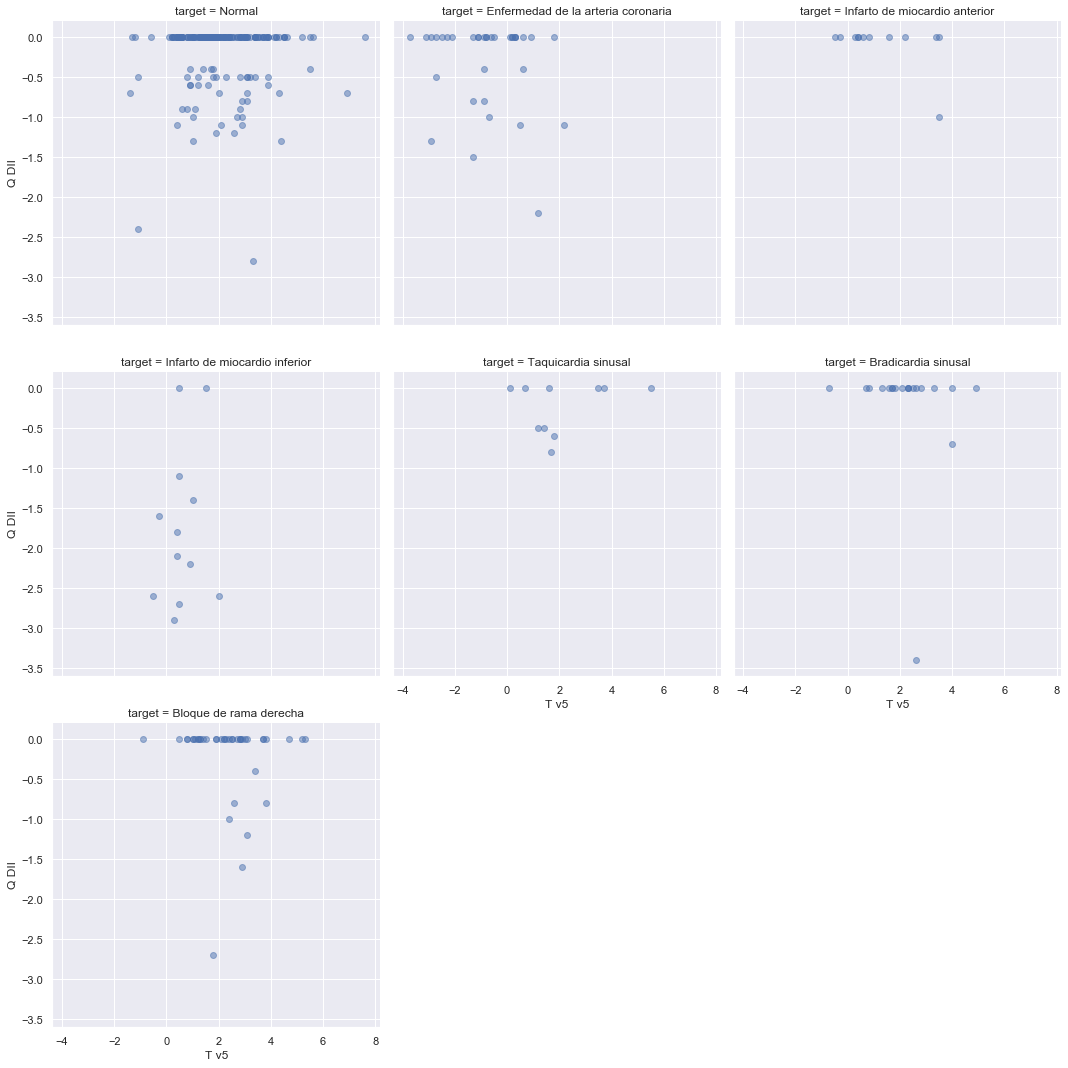 target = Normal
target = Enfermedad de la arteria coronaria
target = Infarto de miocardio anterior
0.0
−0.5
−1.0
−1.5
−2.0
−2.5
−3.0
−3.5
Q DII
target = Infarto de miocardio inferior
target = Taquicardia sinusal
target = Bradicardia sinusal
0.0
−0.5
−1.0
−1.5
−2.0
−2.5
−3.0
−3.5
Q DII
−4 −2 0 2 4 6 8
T v5
−4 −2 0 2 4 6 8
T v5
target = Bloque de rama derecha
0.0
−0.5
−1.0
−1.5
−2.0
−2.5
−3.0
−3.5
Q DII
−4 −2 0 2 4 6 8
T v5